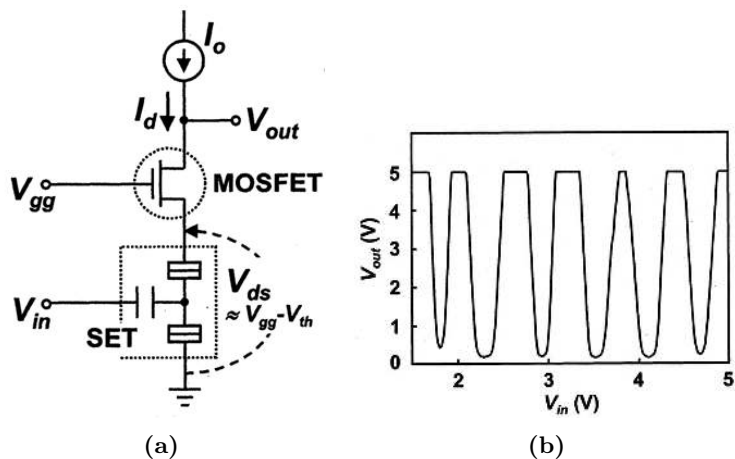 I_o
I_d
V_out
V_gg
MOSFET
V_ds
≈ V_gg-V_th
V_in
SET
(a)
V_out (V)
5
4
3
2
1
0
2 3 4 5
V_in (V)
(b)